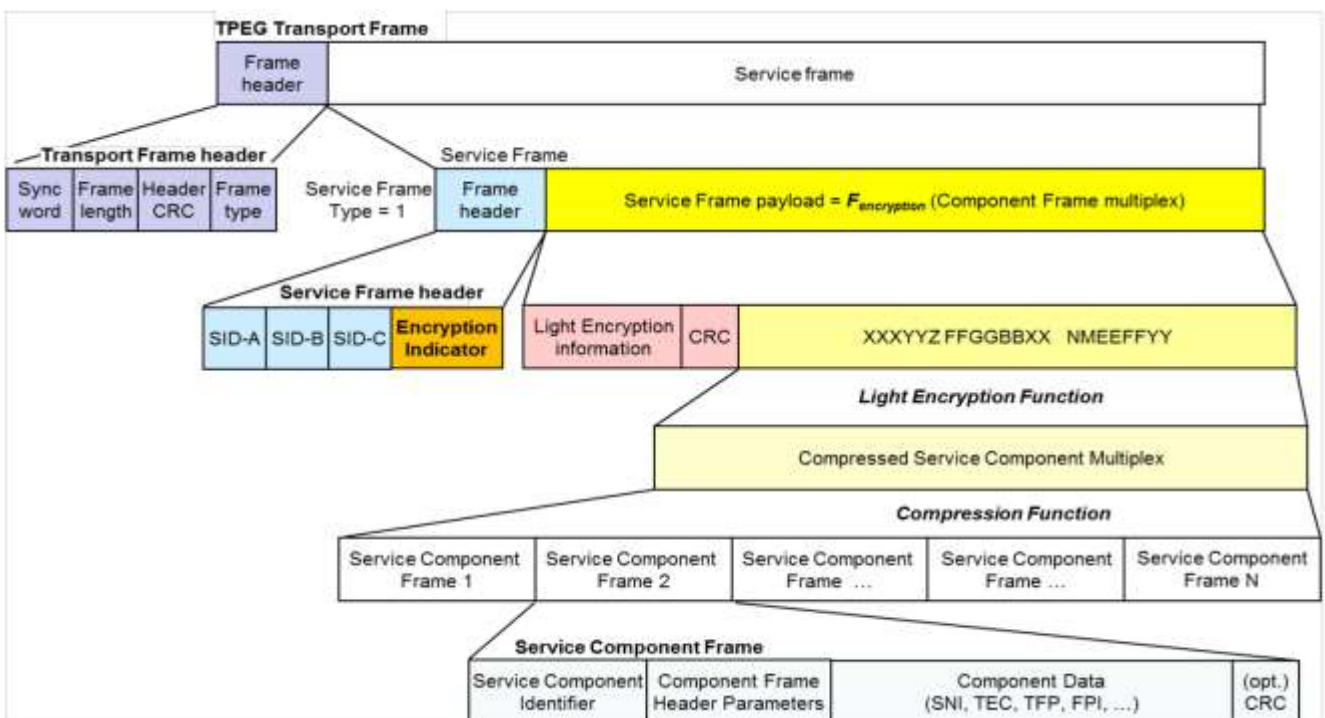 TPEG Transport Frame
Frame
header
Service frame
Transport Frame header
Service Frame
Sync
word
Frame
length
Header
CRC
Frame
type
Service Frame
Type = 1
Frame
header
Service Frame payload = Fencryption (Component Frame multiplex)
Service Frame header
SID-A
SID-B
SID-C
Encryption
Indicator
Light Encryption
information
CRC
XXXYYZ FFGGBBXX NMEEFFYY
Light Encryption Function
Compressed Service Component Multiplex
Compression Function
Service Component
Frame 1
Service Component
Frame 2
Service Component
Frame ...
Service Component
Frame ...
Service Component
Frame N
Service Component Frame
Service Component
Identifier
Component Frame
Header Parameters
Component Data
(SNI, TEC, TFP, FPI, ...)
(opt.)
CRC